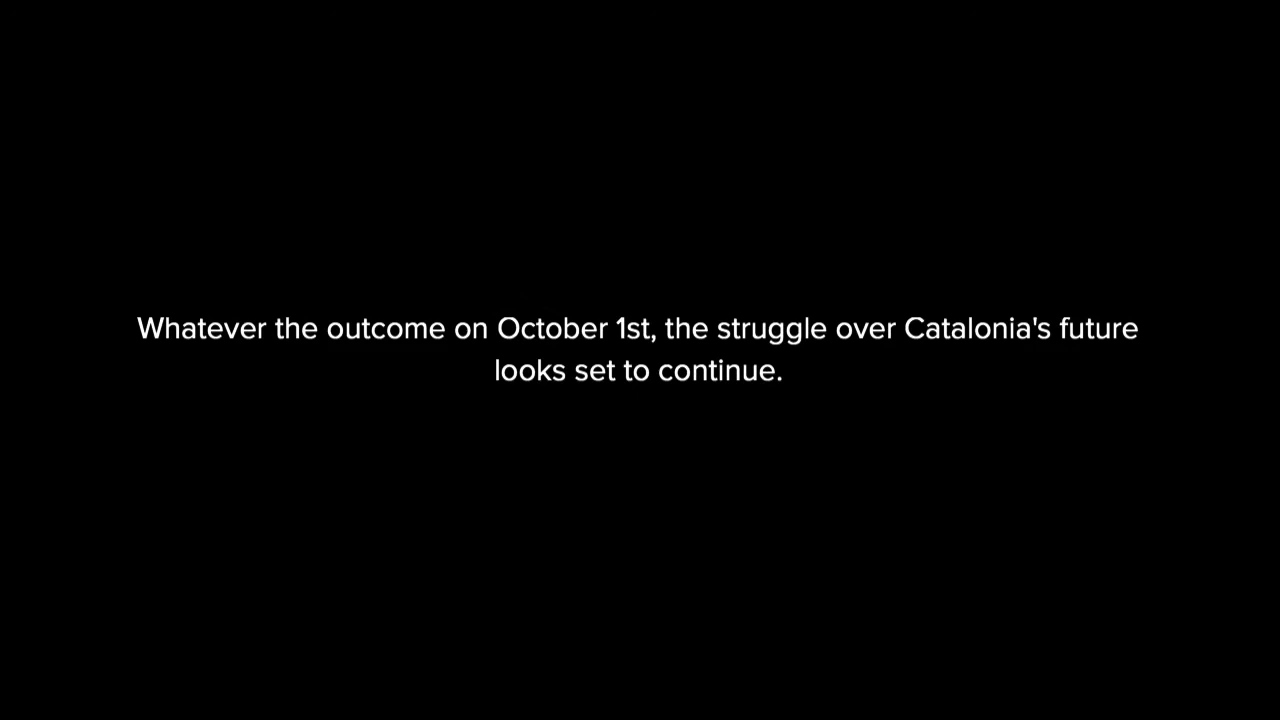 Whatever the outcome on October 1st, the struggle over Catalonia's future
looks set to continue.